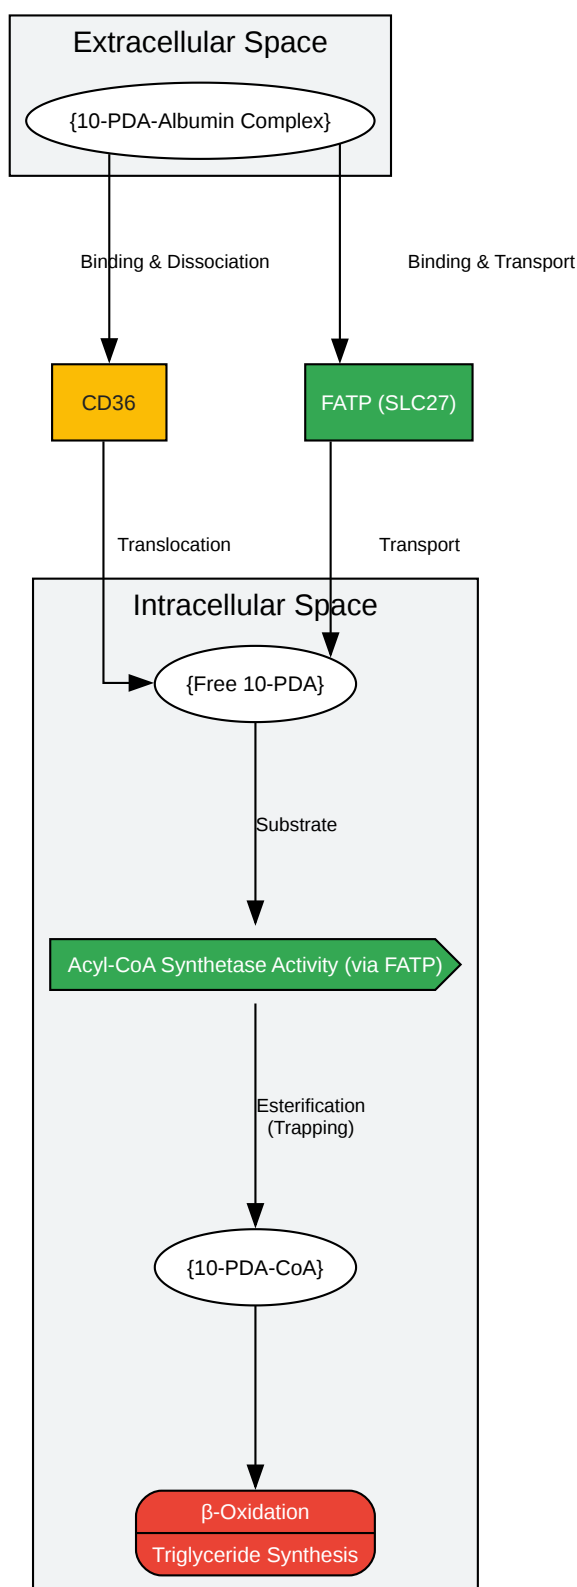 Extracellular Space
{10-PDA-Albumin Complex}
Binding & Dissociation
Binding & Transport
CD36
FATP (SLC27)
Translocation
Transport
Intracellular Space
{Free 10-PDA}
Substrate
Acyl-CoA Synthetase Activity (via FATP)
Esterification
(Trapping)
{10-PDA-CoA}
β-Oxidation
Triglyceride Synthesis